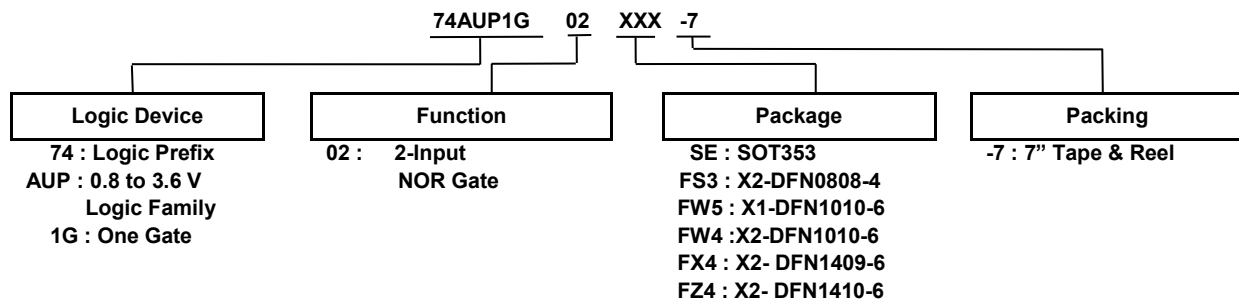 74AUP1G 02 XXX -7
Logic Device
74 : Logic Prefix
AUP : 0.8 to 3.6 V
Logic Family
1G : One Gate
Function
02 : 2-Input
NOR Gate
Package
SE : SOT353
FS3 : X2-DFN0808-4
FW5 : X1-DFN1010-6
FW4 :X2-DFN1010-6
FX4 : X2- DFN1409-6
FZ4 : X2- DFN1410-6
Packing
-7 : 7” Tape & Reel